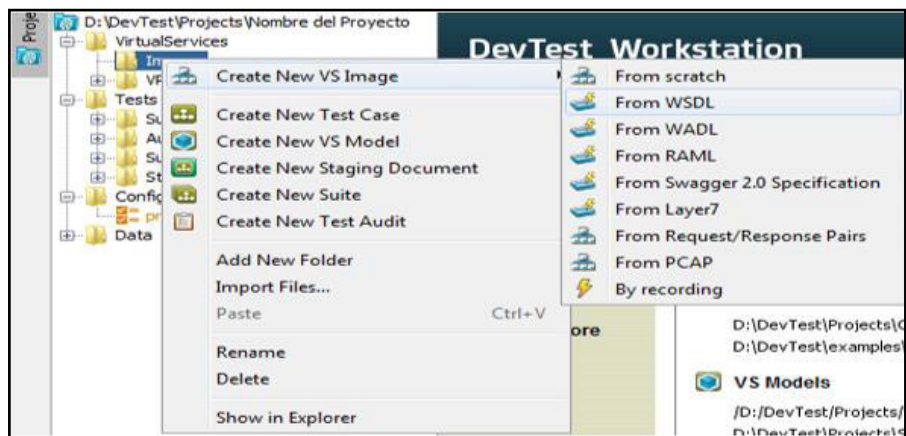 Proje
D:\DevTest\Projects\Nombre del Proyecto
VirtualServices
DevTest Workstation
Create New VS Image
From scratch
From WSDL
Tests
Create New Test Case
From WADL
Create New VS Model
From RAML
Create New Staging Document
From Swagger 2.0 Specification
Config
Create New Suite
From Layer7
Create New Test Audit
From Request/Response Pairs
Data
From PCAP
Add New Folder
By recording
Import Files...
Paste Ctrl+V
ore
D:\DevTest\Projects\
Rename
D:\DevTest\examples\
Delete
VS Models
Show in Explorer
/D:/DevTest/Projects/
D:\DevTest\Projects\S